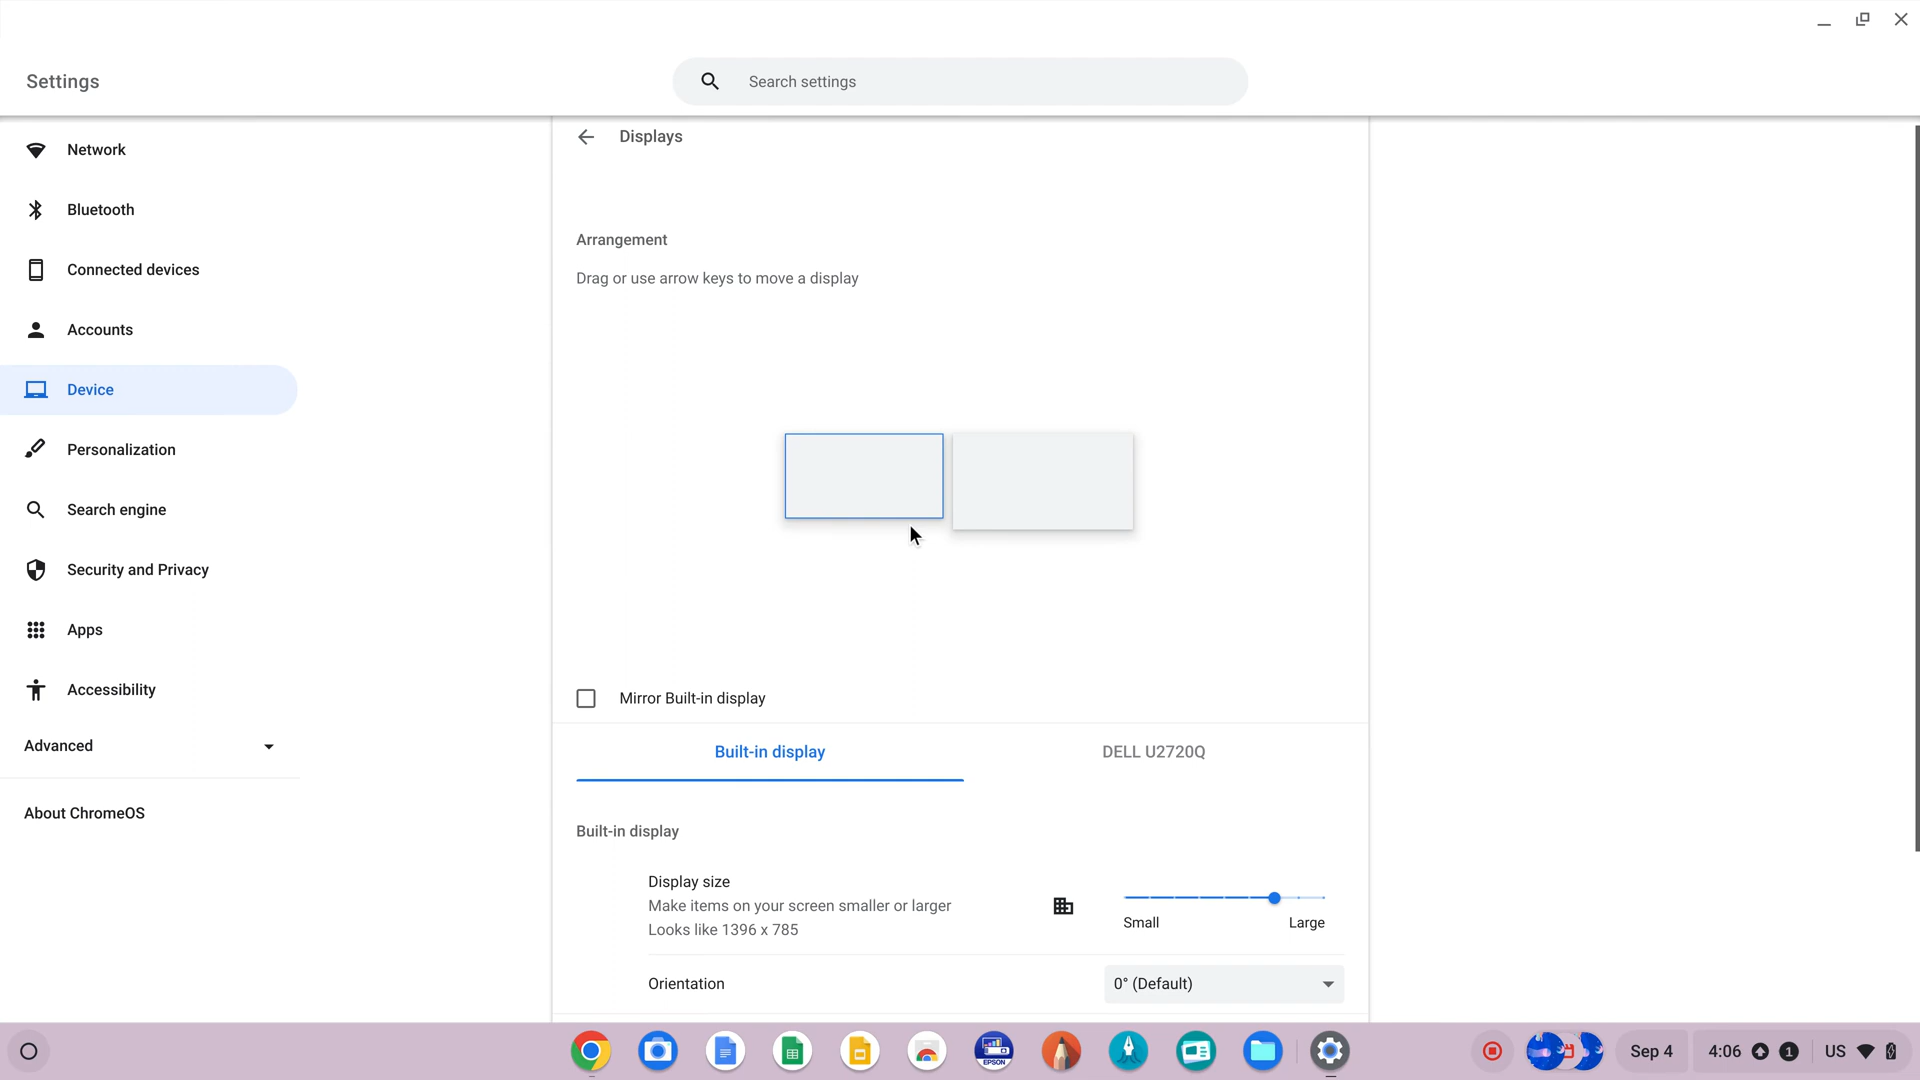 Settings
Search settings
Network
Bluetooth
Connected devices
Accounts
Device
Personalization
Search engine
Security and Privacy
Apps
Accessibility
Advanced
About ChromeOS
Displays
Arrangement
Drag or use arrow keys to move a display
Mirror Built-in display
Built-in display
DELL U2720Q
Built-in display
Display size
Make items on your screen smaller or larger
Looks like 1396 x 785
Small
Large
Orientation
0° (Default)
EPSON
Sep 4
4:06
1
US